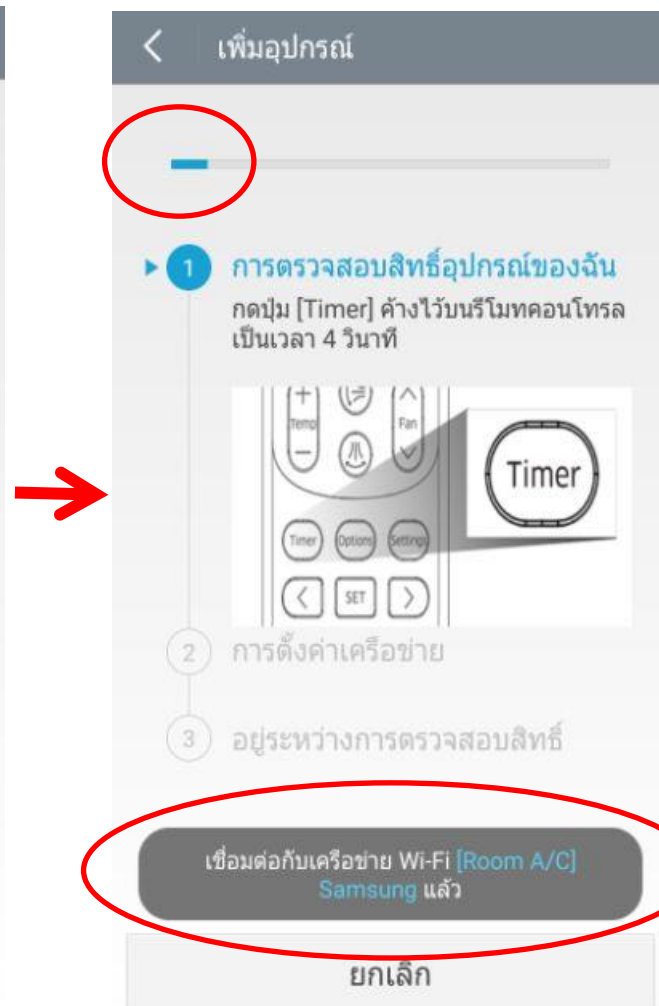 เพิ่มอุปกรณ์
1 การตรวจสอบสิทธิ์อุปกรณ์ของฉัน
กดปุ่ม [Timer] ค้างไว้บนรีโมทคอนโทรล
เป็นเวลา 4 วินาที
+
Temp
−
Fan
Timer
Timer Options Settings
SET
2 การตั้งค่าเครือข่าย
3 อยู่ระหว่างการตรวจสอบสิทธิ์
เชื่อมต่อกับเครือข่าย Wi-Fi [Room A/C]
Samsung แล้ว
ยกเลิก